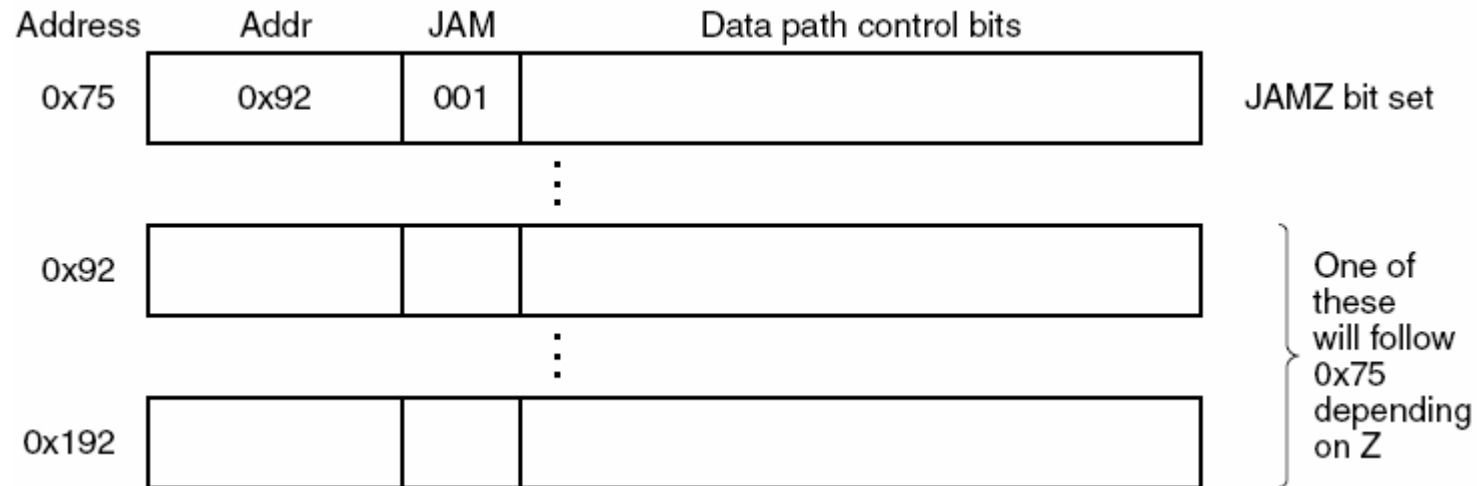 Address Addr JAM Data path control bits
0x75 0x92 001 JAMZ bit set
0x92
One of
these
will follow
0x75
depending
on Z
0x192